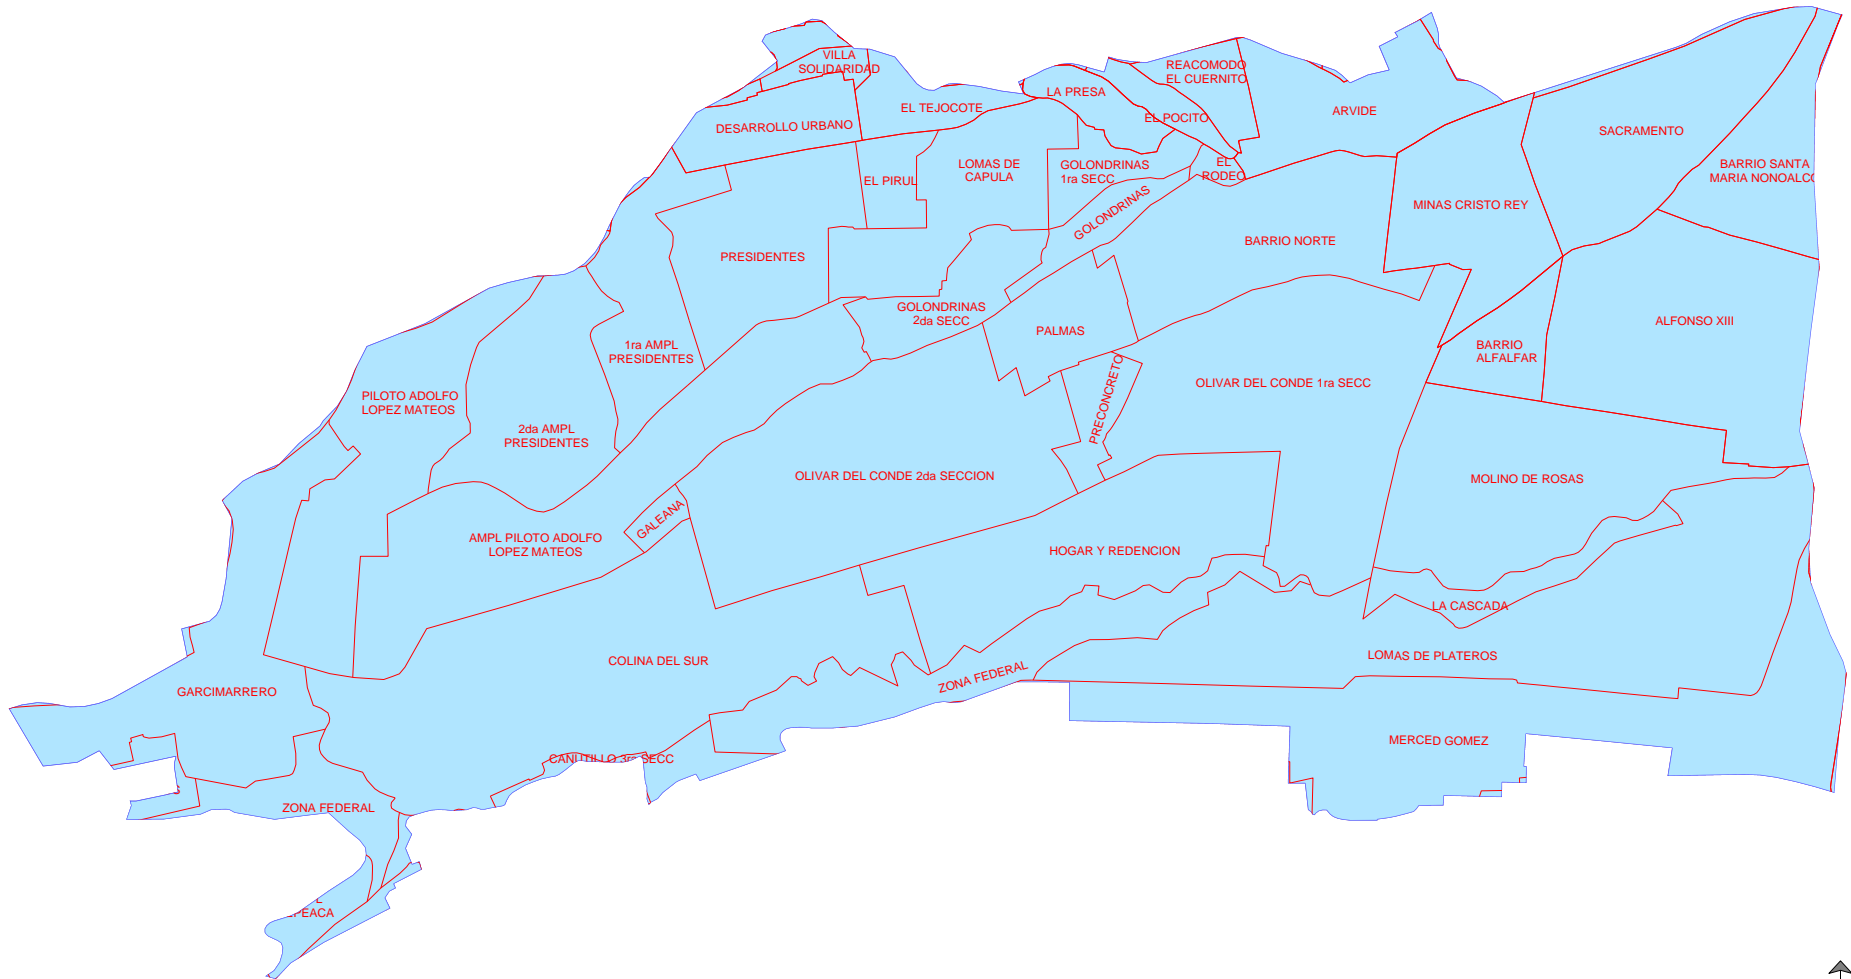 VILLA
SOLIDARIDAD
REACOMODO
EL CUERNITO
LA PRESA
EL TEJOCOTE
ARVIDE
EL POCITO
DESARROLLO URBANO
SACRAMENTO
LOMAS DE
CAPULA
GOLONDRINAS
1ra SECC
EL
RODEO
BARRIO SANTA
MARIA NONOALCO
EL PIRUL
GOLONDRINAS
MINAS CRISTO REY
BARRIO NORTE
PRESIDENTES
GOLONDRINAS
2da SECC
PALMAS
ALFONSO XIII
1ra AMPL
PRESIDENTES
BARRIO
ALFALFAR
PRECONCRETO
OLIVAR DEL CONDE 1ra SECC
PILOTO ADOLFO
LOPEZ MATEOS
2da AMPL
PRESIDENTES
OLIVAR DEL CONDE 2da SECCION
MOLINO DE ROSAS
GALEANA
AMPL PILOTO ADOLFO
LOPEZ MATEOS
HOGAR Y REDENCION
LA CASCADA
COLINA DEL SUR
LOMAS DE PLATEROS
ZONA FEDERAL
GARCIMARRERO
MERCED GOMEZ
CANUTILLO 3ra SECC
ZONA FEDERAL